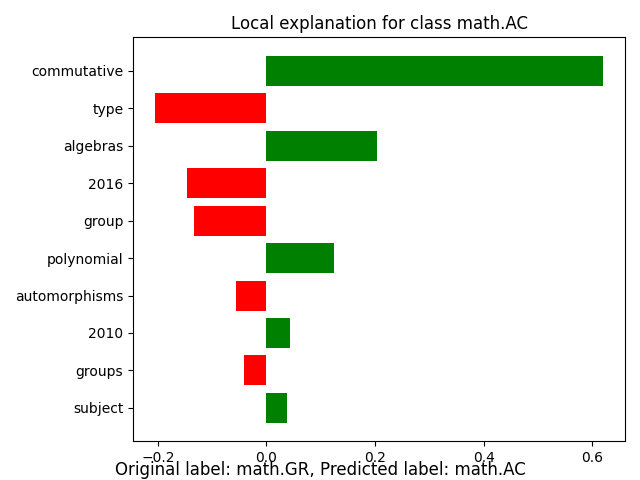 Local explanation for class math.AC
commutative
type
algebras
2016
group
polynomial
automorphisms
2010
groups
subject
−0.2 0.0 0.2 0.4 0.6
Original label: math.GR, Predicted label: math.AC